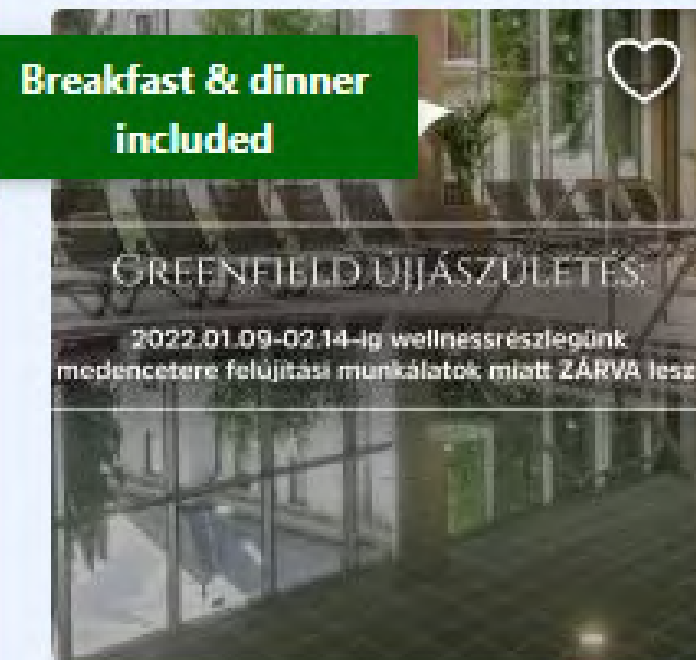 Breakfast & dinner
included
GREENFIELD ÚJJÁSZÜLETÉS:
2022.01.09-02.14-ig wellnessrészlegünk
medencetere felújítási munkálatok miatt ZÁRVA lesz